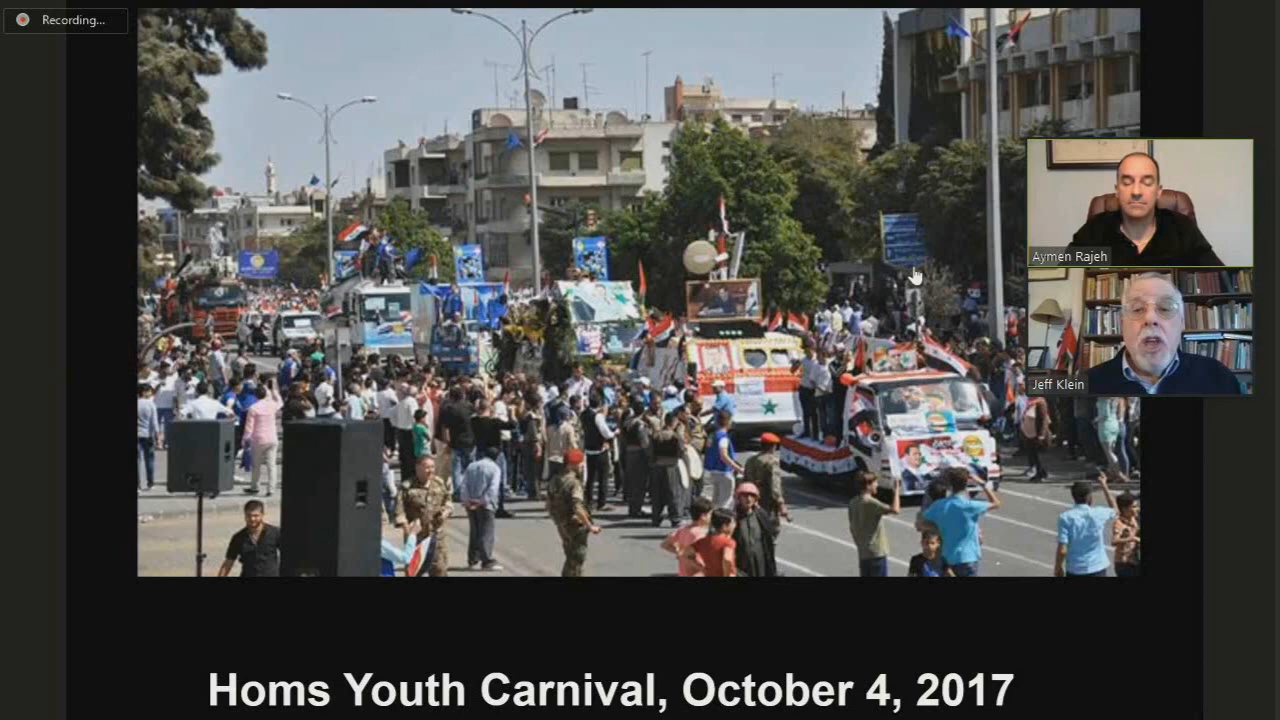 Recording...
Aymen Rajeh
Jeff Klein
Homs Youth Carnival, October 4, 2017